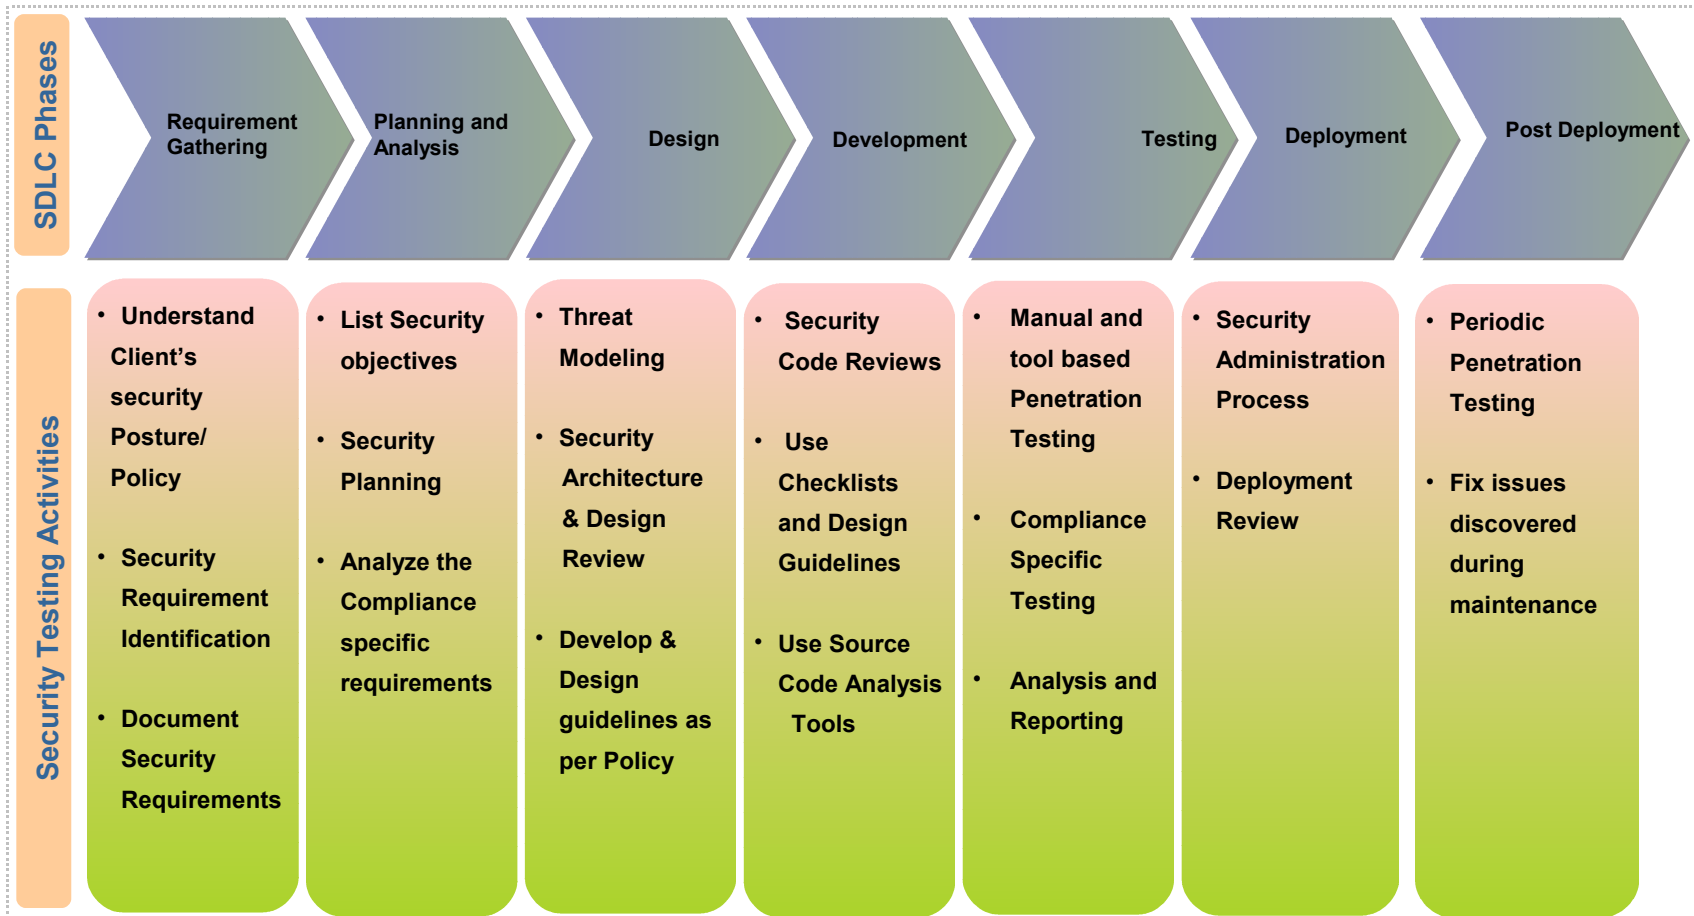 SDLC Phases
Requirement
Gathering
Planning and
Analysis
Design
Development
Testing
Deployment
Post Deployment
Security Testing Activities
• Understand
Client's
security
Posture/
Policy
• Security
Requirement
Identification
• Document
Security
Requirements
• List Security
objectives
• Security
Planning
• Analyze the
Compliance
specific
requirements
• Threat
Modeling
• Security
Architecture
& Design
Review
• Develop &
Design
guidelines as
per Policy
• Security
Code Reviews
• Use
Checklists
and Design
Guidelines
• Use Source
Code Analysis
Tools
• Manual and
tool based
Penetration
Testing
• Compliance
Specific
Testing
• Analysis and
Reporting
• Security
Administration
Process
• Deployment
Review
• Periodic
Penetration
Testing
• Fix issues
discovered
during
maintenance